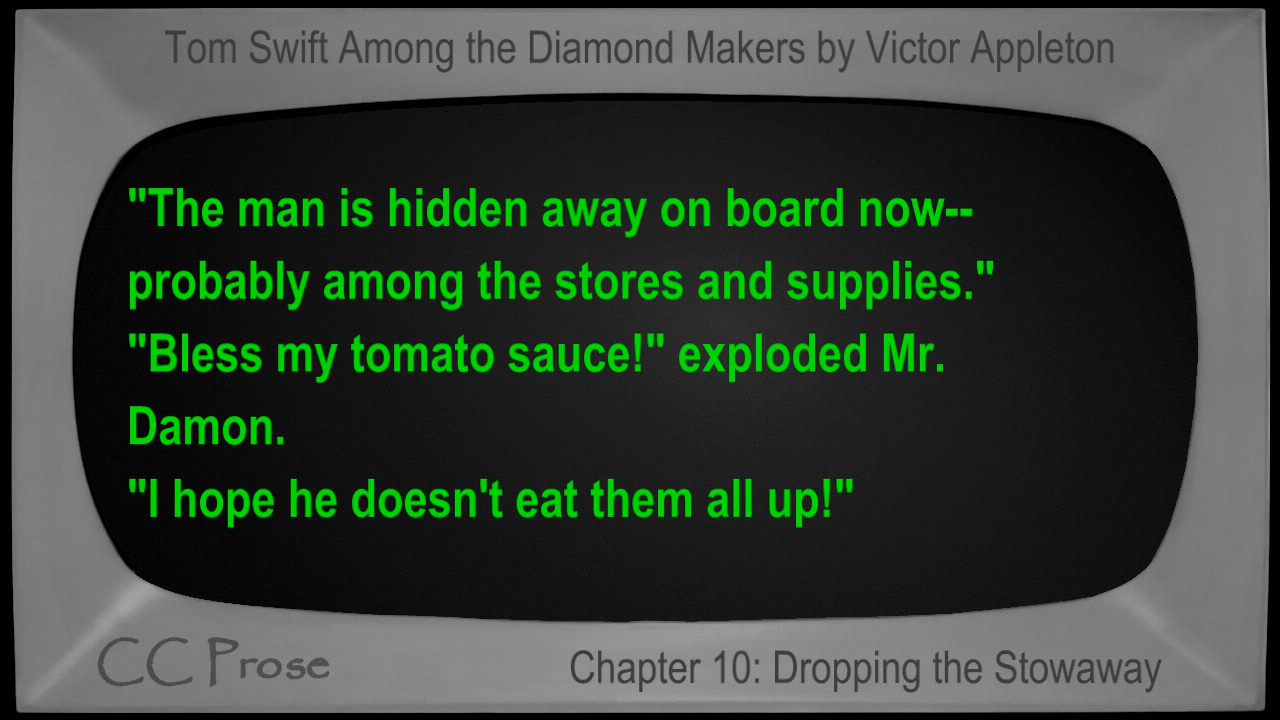 Tom Swift Among the Diamond Makers by Victor Appleton
"The man is hidden away on board now--
probably among the stores and supplies."
"Bless my tomato sauce!" exploded Mr.
Damon.
"I hope he doesn't eat them all up!"
CC Prose
Chapter 10: Dropping the Stowaway